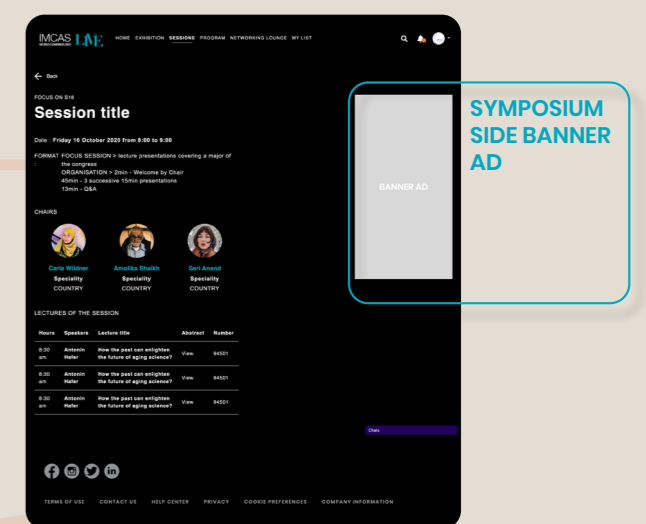 IMCAS LIVE
WORLD CONGRESS 2021
HOME EXHIBITION SESSIONS PROGRAM NETWORKING LOUNGE MY LIST
Back
FOCUS ON S16
Session title
Date : Friday 16 October 2020 from 8:00 to 9:00
FORMAT FOCUS SESSION > lecture presentations covering a major of
: the congress
ORGANISATION > 2min - Welcome by Chair
45min - 3 successive 15min presentations
13min - Q&A
CHAIRS
Carla Wildner Amolika Shaikh Seri Anand
Speciality Speciality Speciality
COUNTRY COUNTRY COUNTRY
LECTURES OF THE SESSION
Hours Speakers Lecture title Abstract Number
8:30 Antonin How the past can enlighten
View 94501
am Hafer the future of aging science?
8:30 Antonin How the past can enlighten
View 94501
am Hafer the future of aging science?
8:30 Antonin How the past can enlighten
View 94501
am Hafer the future of aging science?
BANNER AD
SYMPOSIUM
SIDE BANNER
AD
Chats
TERMS OF USE CONTACT US HELP CENTER PRIVACY COOKIE PREFERENCES COMPANY INFORMATION